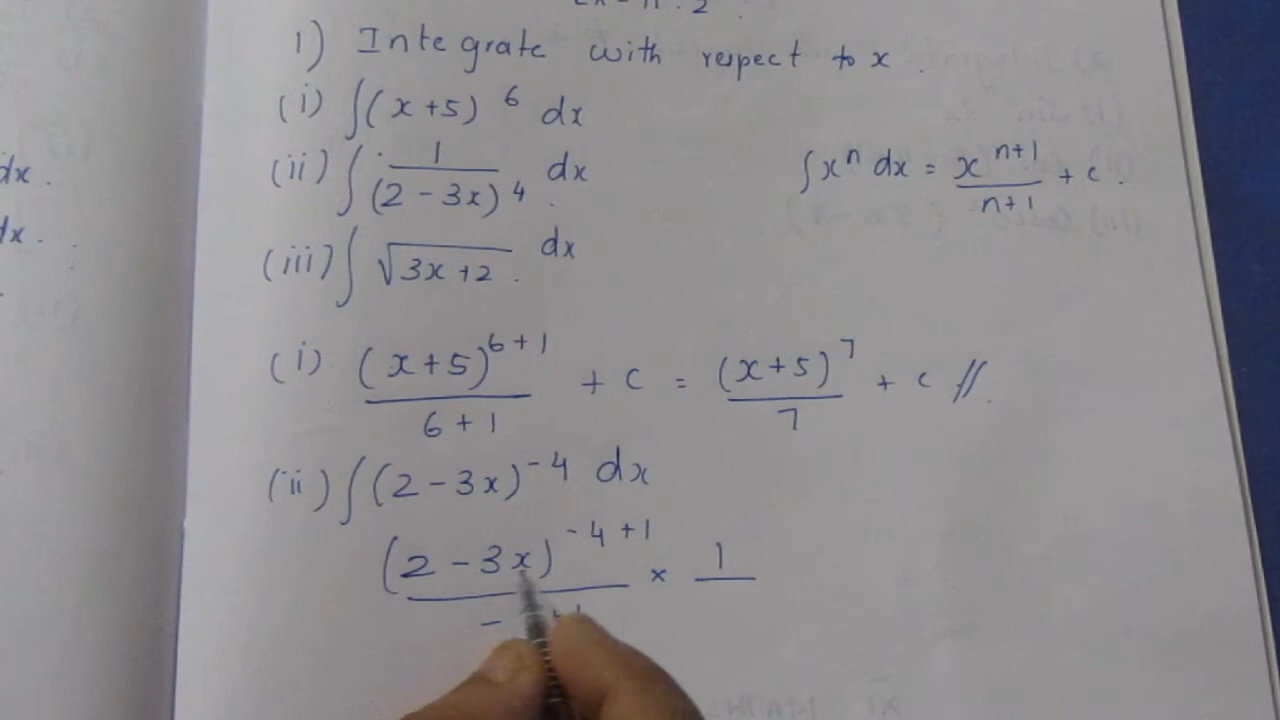 1) Integrate with respect to x.
(i) ∫(x+5)^6 dx
(ii) ∫ 1/(2-3x)^4 dx
∫x^n dx = x^(n+1)/(n+1) + c.
(iii) ∫ √(3x+2) dx
(i) (x+5)^(6+1)/(6+1) + c = (x+5)^7/7 + c //.
(ii) ∫(2-3x)^-4 dx
(2-3x)^(-4+1)/ × 1/
dx.
dx.